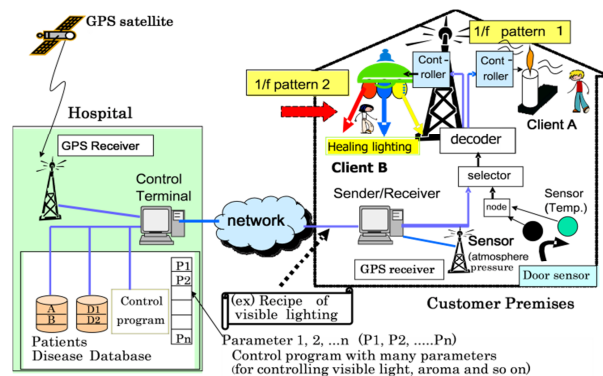 GPS satellite
Hospital
GPS Receiver
Control
Terminal
A
B
D1
D2
Control
program
P1
P2
Pn
Patients
Disease Database
network
(ex) Recipe of
visible lighting
Parameter 1, 2, ...n (P1, P2, .....Pn)
Control program with many parameters
(for controlling visible light, aroma and so on)
1/f pattern 2
1/f pattern 1
Cont-
roller
Cont-
roller
Client A
Healing lighting
Client B
decoder
selector
node
Sensor
(Temp.)
Sender/Receiver
Sensor
(atmosphere
pressure
GPS receiver
Door sensor
Customer Premises